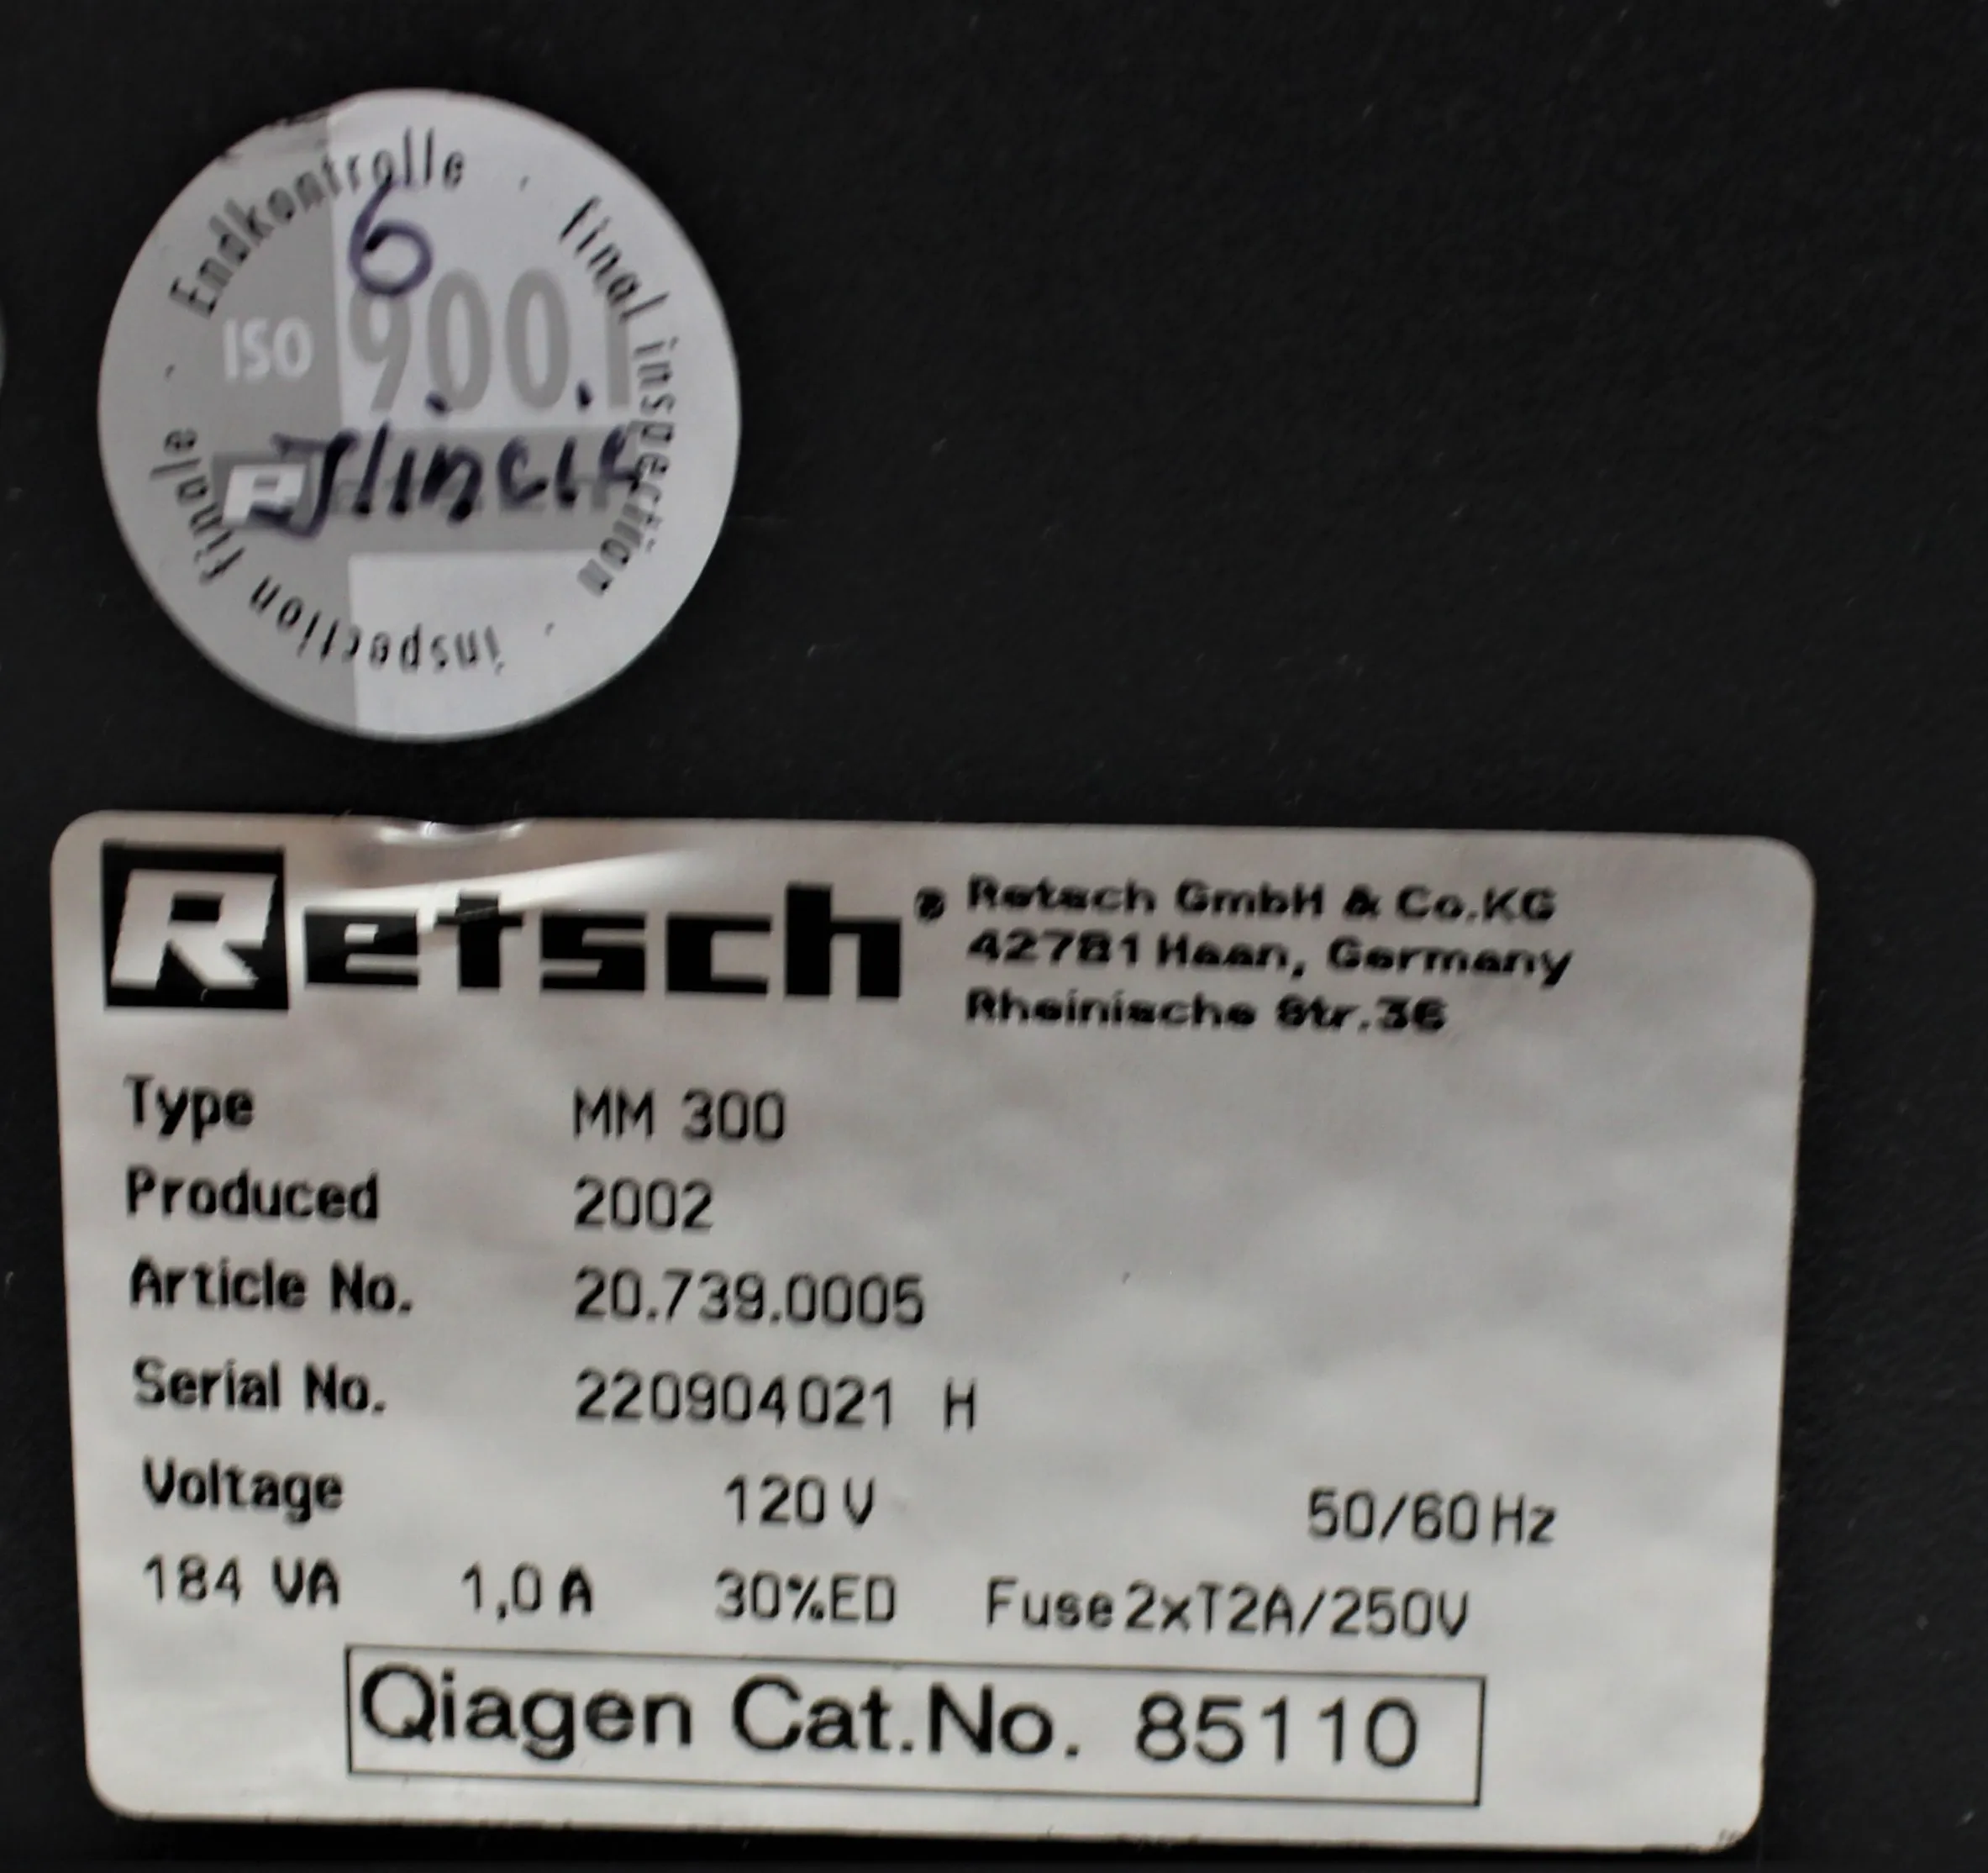 Endkontrolle · final inspection · inspection finale ·
6
ISO 9001
Retsch® Retsch GmbH & Co.KG
42781 Haan, Germany
Rheinische Str.36
Type MM 300
Produced 2002
Article No. 20.739.0005
Serial No. 220904021 H
Voltage 120 V 50/60 Hz
184 VA 1,0 A 30%ED Fuse 2xT2A/250V
Qiagen Cat.No. 85110